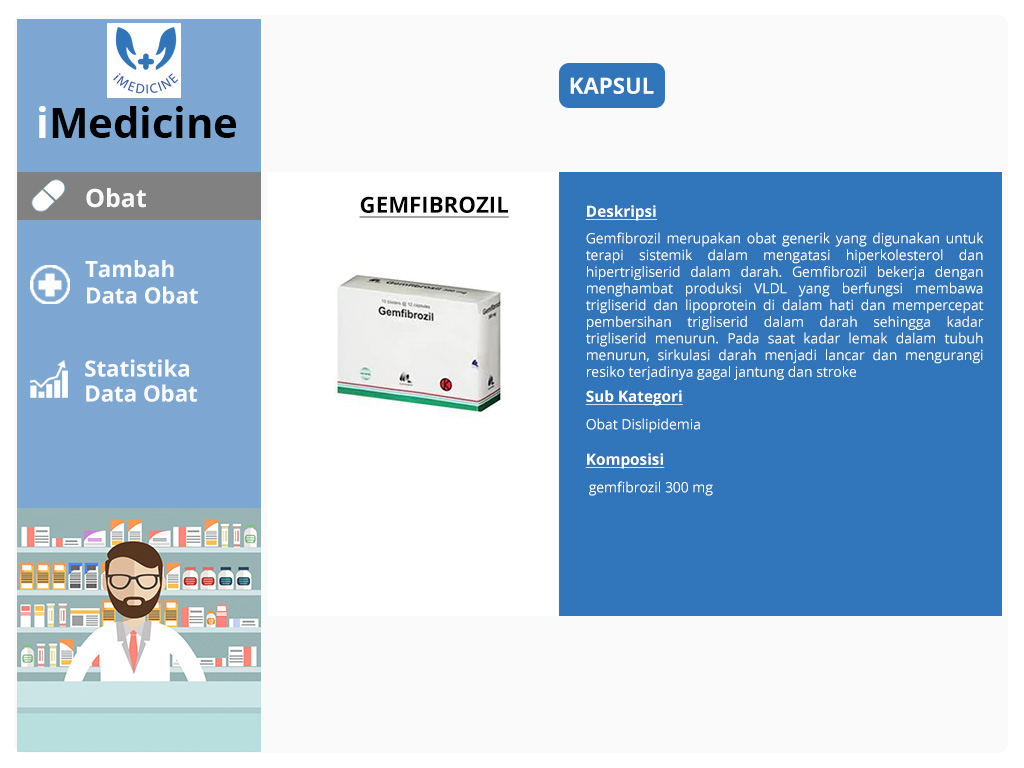 iMEDICINE
iMedicine
KAPSUL
Obat
Tambah
Data Obat
Statistika
Data Obat
GEMFIBROZIL
Gemfibrozil 300 mg
10 blisters @ 12 capsules
Gemfibrozil
Deskripsi
Gemfibrozil merupakan obat generik yang digunakan untuk
terapi sistemik dalam mengatasi hiperkolesterol dan
hipertrigliserid dalam darah. Gemfibrozil bekerja dengan
menghambat produksi VLDL yang berfungsi membawa
trigliserid dan lipoprotein di dalam hati dan mempercepat
pembersihan trigliserid dalam darah sehingga kadar
trigliserid menurun. Pada saat kadar lemak dalam tubuh
menurun, sirkulasi darah menjadi lancar dan mengurangi
resiko terjadinya gagal jantung dan stroke
Sub Kategori
Obat Dislipidemia
Komposisi
gemfibrozil 300 mg